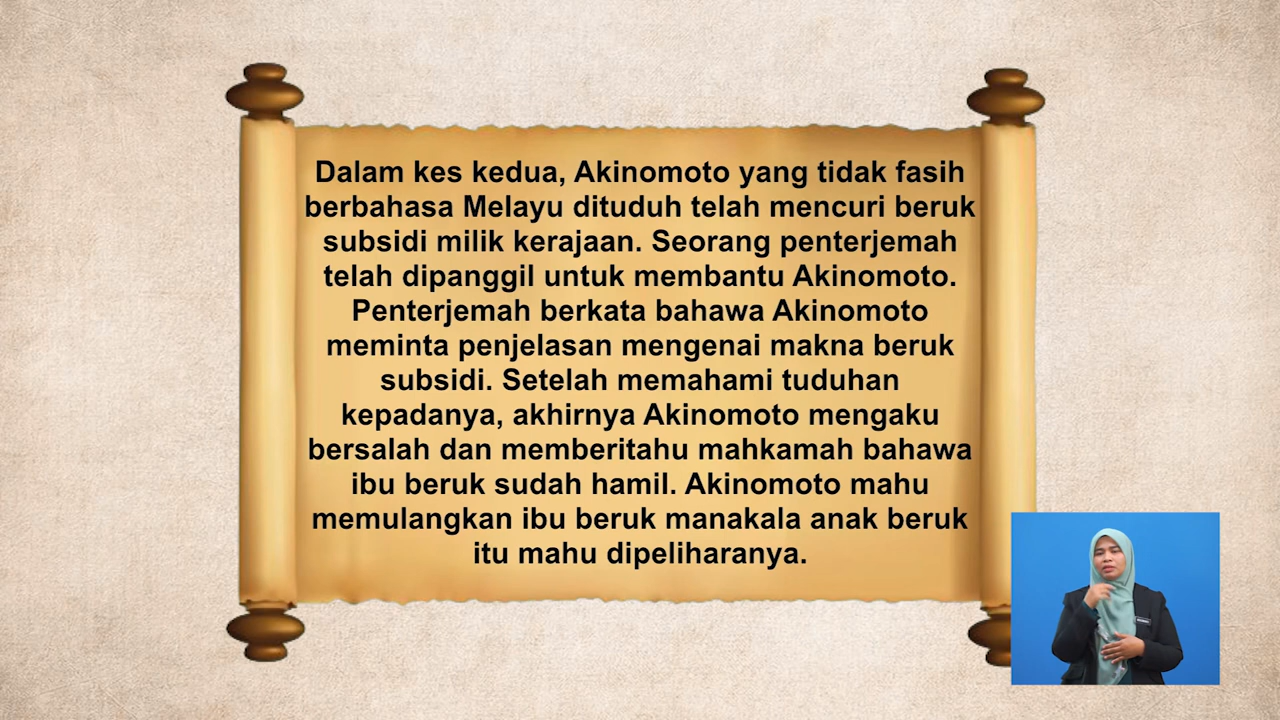 Dalam kes kedua, Akinomoto yang tidak fasih
berbahasa Melayu dituduh telah mencuri beruk
subsidi milik kerajaan. Seorang penterjemah
telah dipanggil untuk membantu Akinomoto.
Penterjemah berkata bahawa Akinomoto
meminta penjelasan mengenai makna beruk
subsidi. Setelah memahami tuduhan
kepadanya, akhirnya Akinomoto mengaku
bersalah dan memberitahu mahkamah bahawa
ibu beruk sudah hamil. Akinomoto mahu
memulangkan ibu beruk manakala anak beruk
itu mahu dipeliharanya.